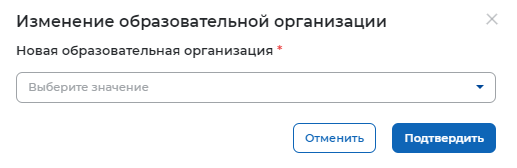 Изменение образовательной организации
Новая образовательная организация *
Выберите значение
Отменить Подтвердить